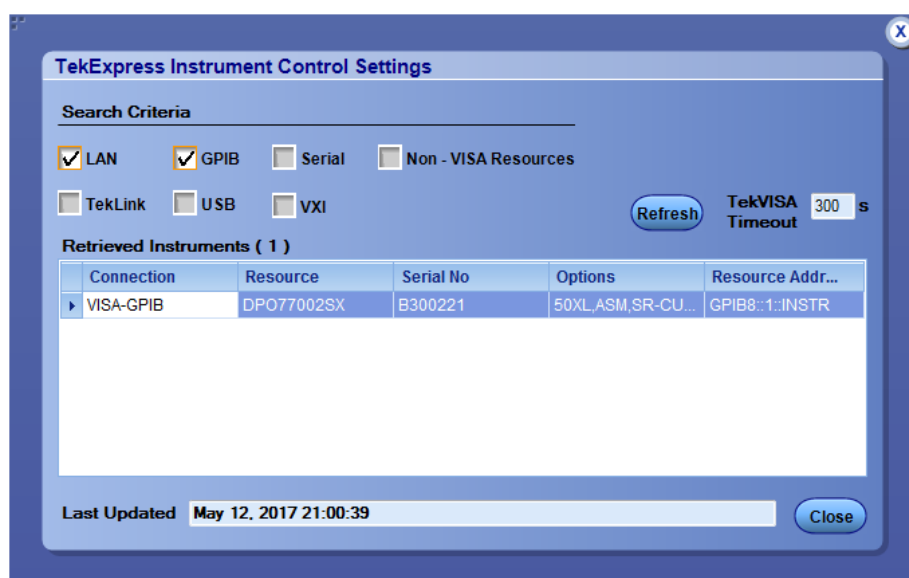 X
TekExpress Instrument Control Settings
Search Criteria
LAN GPIB Serial Non - VISA Resources
TekLink USB VXI
Refresh TekVISA Timeout 300 s
Retrieved Instruments ( 1 )
Connection Resource Serial No Options Resource Addr...
VISA-GPIB DPO77002SX B300221 50XL,ASM,SR-CU... GPIB8::1::INSTR
Last Updated May 12, 2017 21:00:39 Close